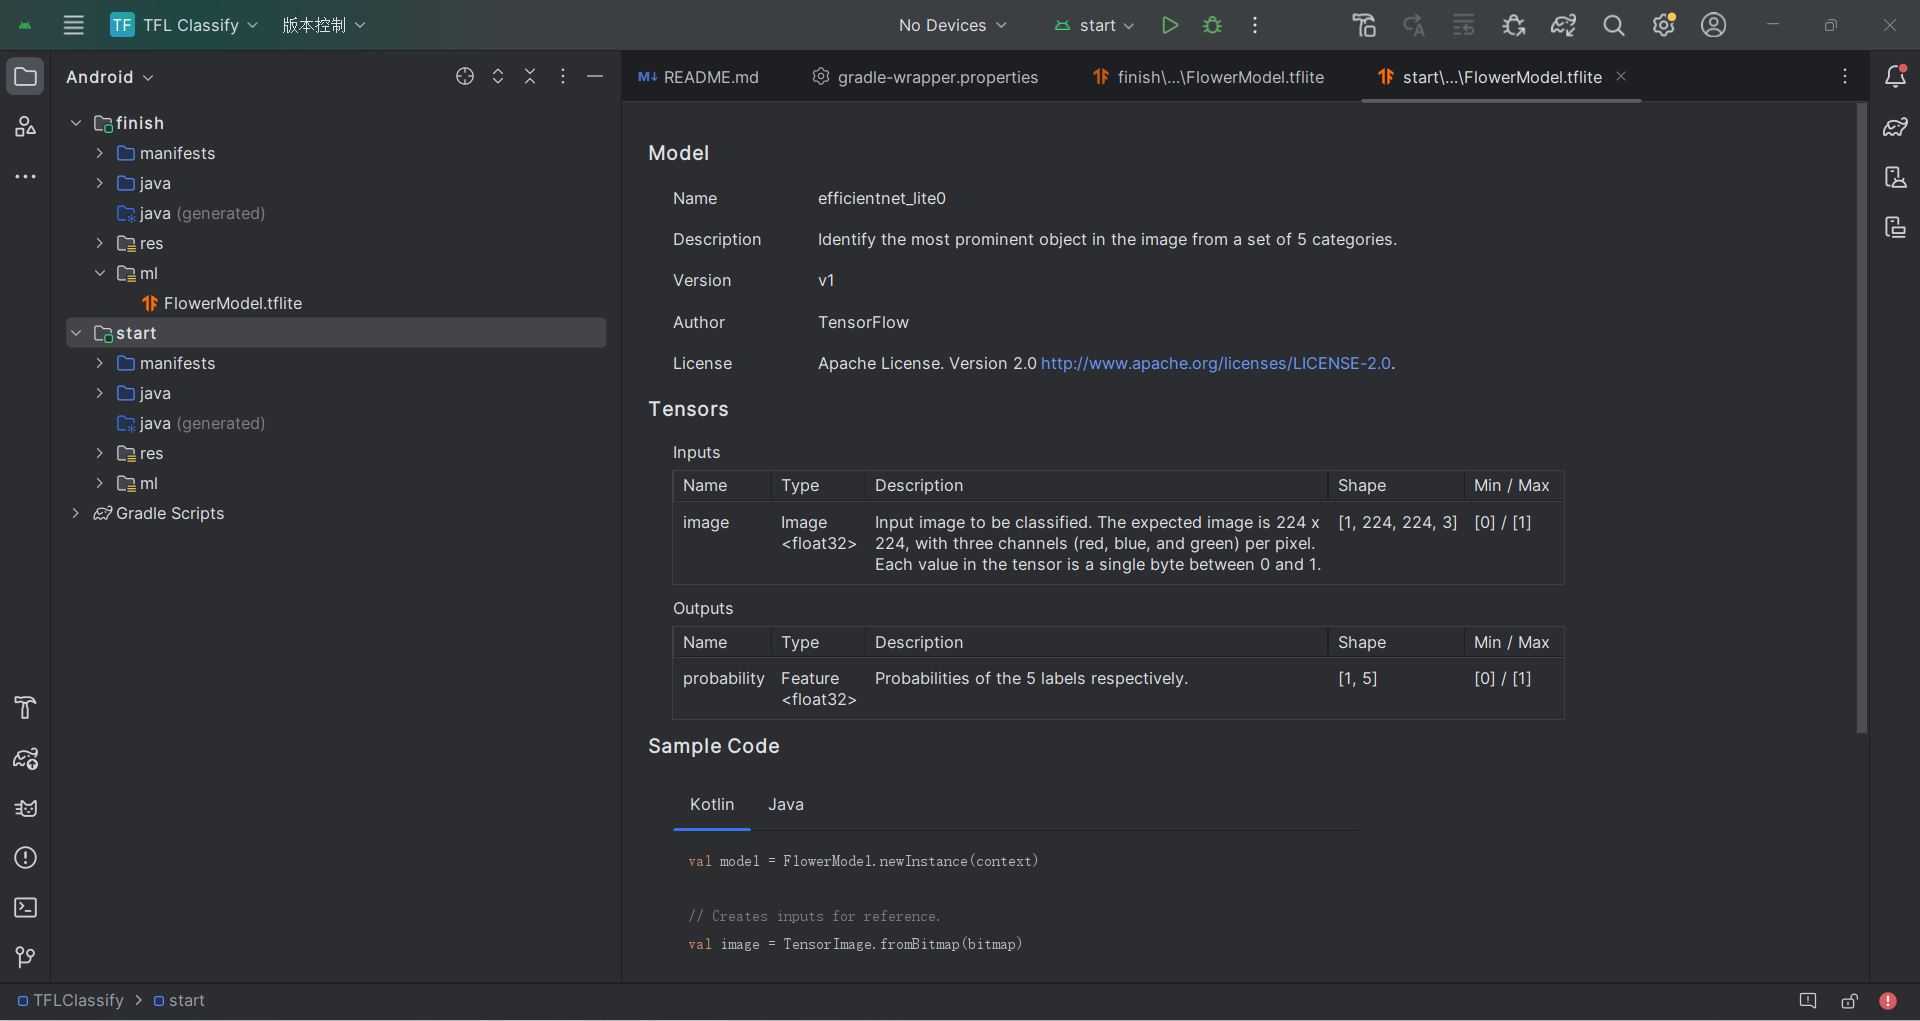 TF TFL Classify 版本控制 No Devices start
Android
finish
manifests
java
java (generated)
res
ml
FlowerModel.tflite
start
manifests
java
java (generated)
res
ml
Gradle Scripts
M↓ README.md gradle-wrapper.properties finish\...\FlowerModel.tflite start\...\FlowerModel.tflite
Model
Name efficientnet_lite0
Description Identify the most prominent object in the image from a set of 5 categories.
Version v1
Author TensorFlow
License Apache License. Version 2.0 http://www.apache.org/licenses/LICENSE-2.0.
Tensors
Inputs
Name Type Description Shape Min / Max
image Image Input image to be classified. The expected image is 224 x [1, 224, 224, 3] [0] / [1]
<float32> 224, with three channels (red, blue, and green) per pixel.
Each value in the tensor is a single byte between 0 and 1.
Outputs
Name Type Description Shape Min / Max
probability Feature Probabilities of the 5 labels respectively. [1, 5] [0] / [1]
<float32>
Sample Code
Kotlin Java
val model = FlowerModel.newInstance(context)
// Creates inputs for reference.
val image = TensorImage.fromBitmap(bitmap)
TFLClassify start